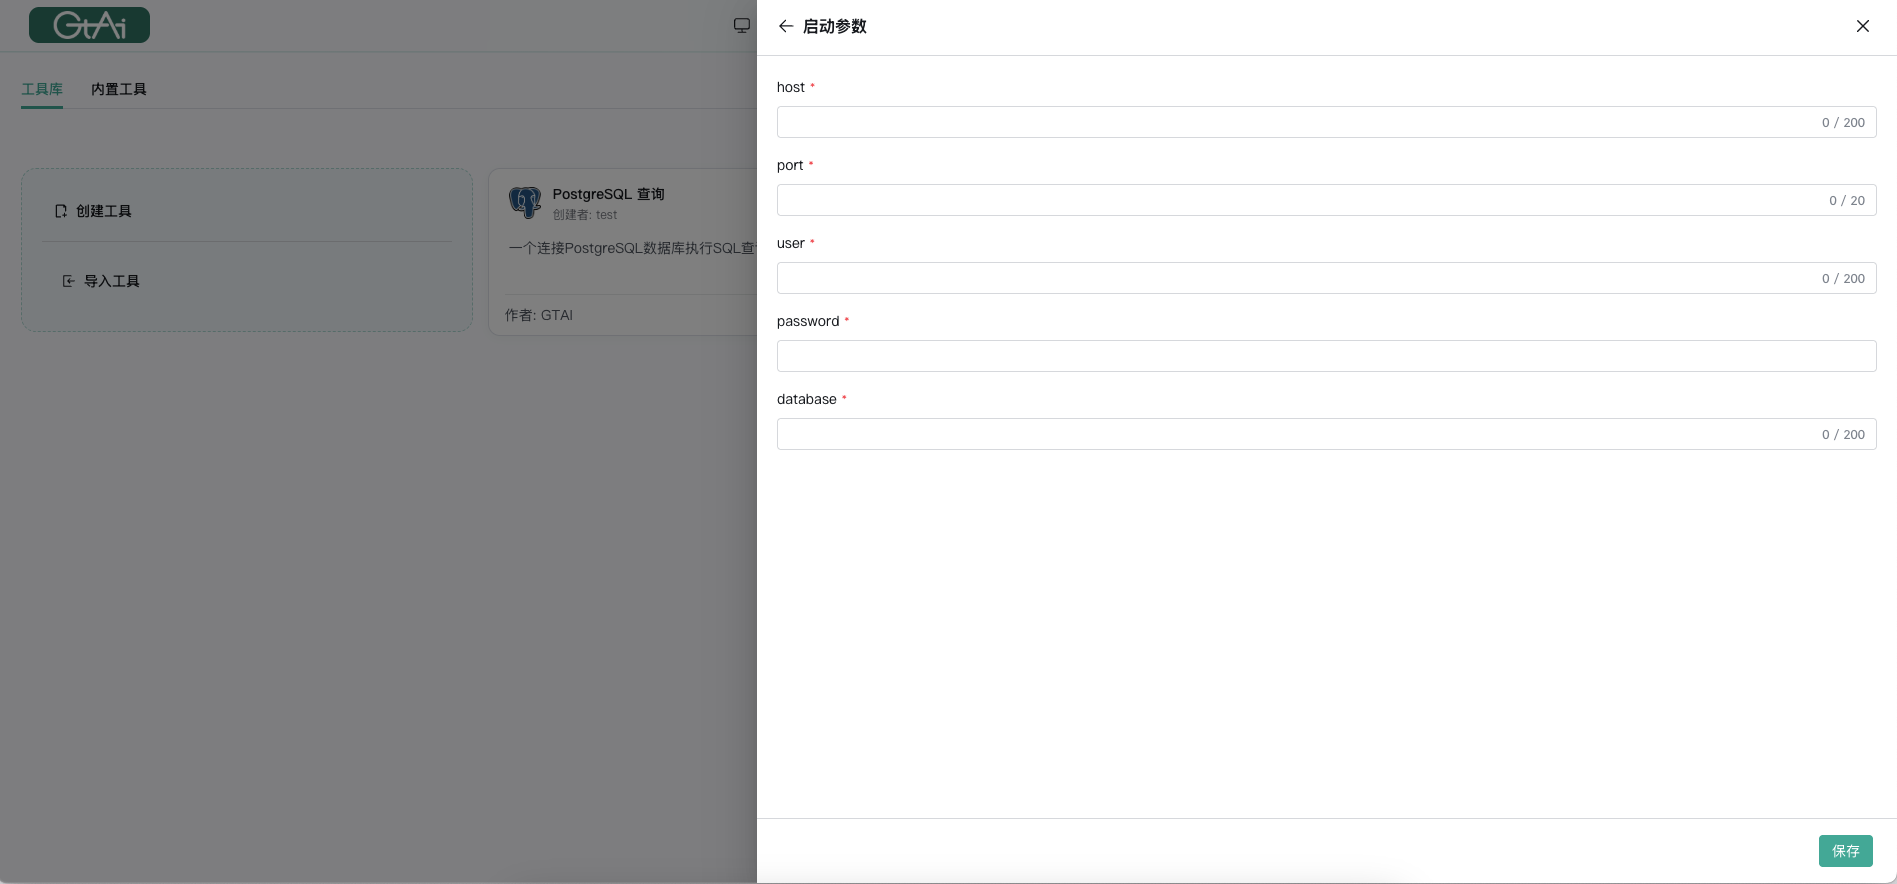 GtAi
工具库 内置工具
创建工具
导入工具
PostgreSQL 查询
创建者: test
一个连接PostgreSQL数据库执行SQL查
作者: GTAI
启动参数
host *
0 / 200
port *
0 / 20
user *
0 / 200
password *
database *
0 / 200
保存